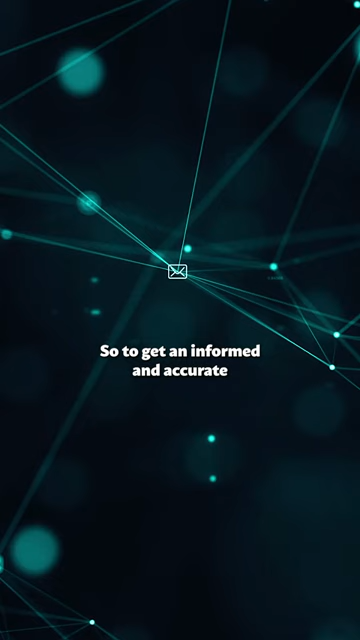 So to get an informed
and accurate